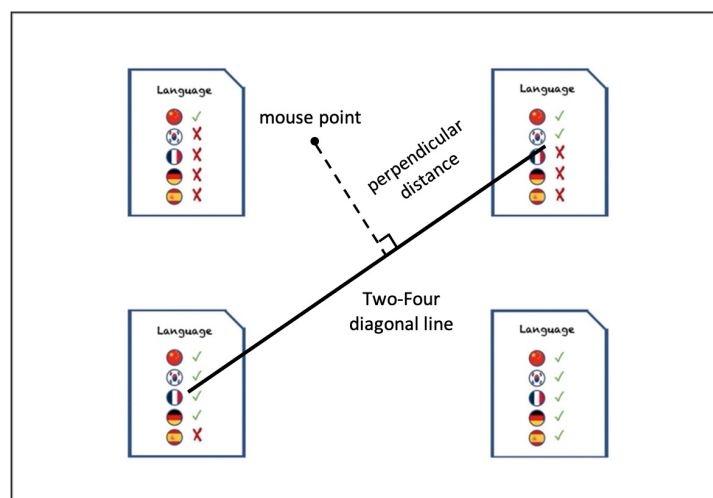 Language
Language
mouse point
perpendicular
distance
Two-Four
diagonal line
Language
Language